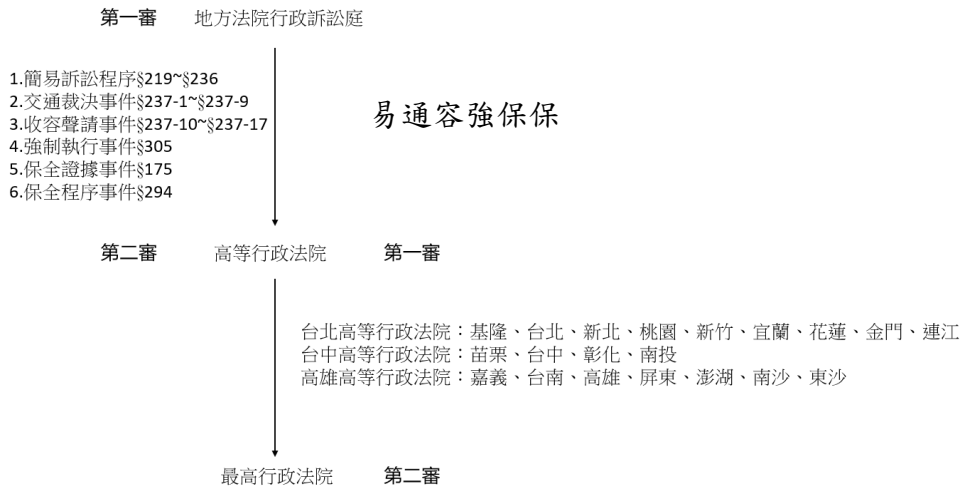 第一審 地方法院行政訴訟庭
1.簡易訴訟程序§219~§236
2.交通裁決事件§237-1~§237-9
3.收容聲請事件§237-10~§237-17
4.強制執行事件§305
5.保全證據事件§175
6.保全程序事件§294
易通容強保保
第二審 高等行政法院 第一審
台北高等行政法院：基隆、台北、新北、桃園、新竹、宜蘭、花蓮、金門、連江
台中高等行政法院：苗栗、台中、彰化、南投
高雄高等行政法院：嘉義、台南、高雄、屏東、澎湖、南沙、東沙
最高行政法院 第二審